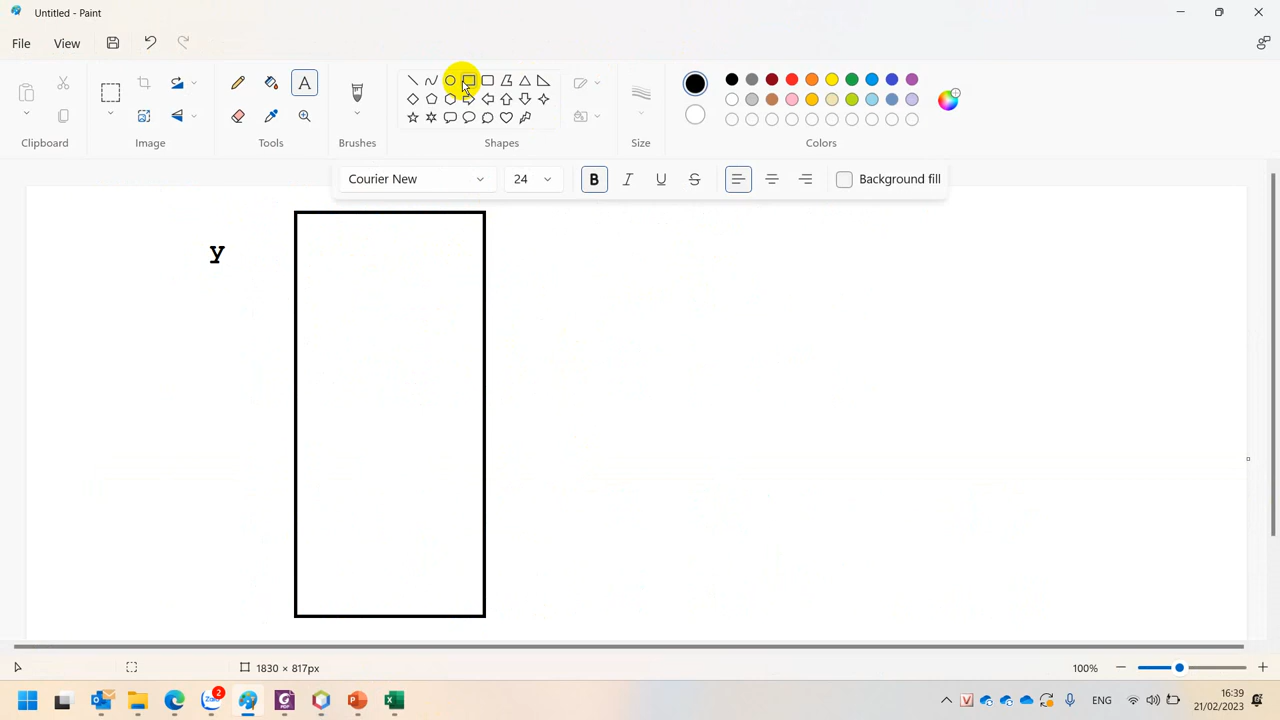 Untitled - Paint
File View
Clipboard Image Tools Brushes Shapes Size Colors
Courier New 24 B I U S Background fill
y
1830 × 817px 100%
Zalo 2 ENG 16:39
21/02/2023